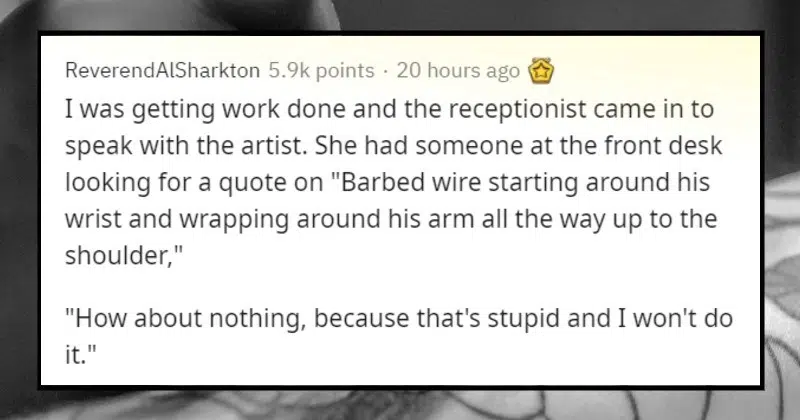 ReverendAlSharkton 5.9k points · 20 hours ago
I was getting work done and the receptionist came in to
speak with the artist. She had someone at the front desk
looking for a quote on "Barbed wire starting around his
wrist and wrapping around his arm all the way up to the
shoulder,"
"How about nothing, because that's stupid and I won't do
it."